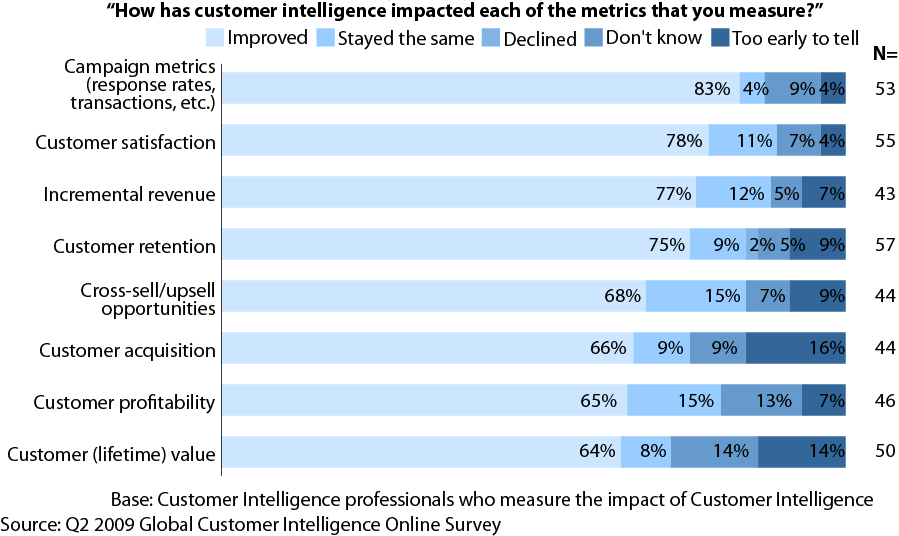 “How has customer intelligence impacted each of the metrics that you measure?”
Improved Stayed the same Declined Don't know Too early to tell
N=
Campaign metrics
(response rates,
transactions, etc.)
83% 4% 9% 4% 53
Customer satisfaction 78% 11% 7% 4% 55
Incremental revenue 77% 12% 5% 7% 43
Customer retention 75% 9% 2% 5% 9% 57
Cross-sell/upsell
opportunities
68% 15% 7% 9% 44
Customer acquisition 66% 9% 9% 16% 44
Customer profitability 65% 15% 13% 7% 46
Customer (lifetime) value 64% 8% 14% 14% 50
Base: Customer Intelligence professionals who measure the impact of Customer Intelligence
Source: Q2 2009 Global Customer Intelligence Online Survey